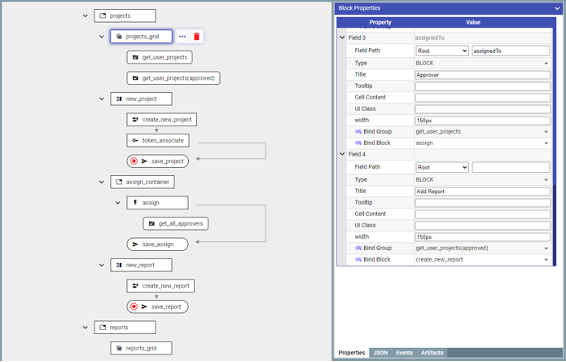 projects
projects_grid
get_user_projects
get_user_projects(approved)
new_project
create_new_project
token_associate
save_project
assign_container
assign
get_all_approvers
save_assign
new_report
create_new_report
save_report
reports
reports_grid
Block Properties
Property Value
Field 3 assignedTo
Field Path Root assignedTo
Type BLOCK
Title Approver
Tooltip
Cell Content
UI Class
width 150px
Bind Group get_user_projects
Bind Block assign
Field 4
Field Path Root
Type BLOCK
Title Add Report
Tooltip
Cell Content
UI Class
width 150px
Bind Group get_user_projects(approved)
Bind Block create_new_report
Properties JSON Events Artifacts